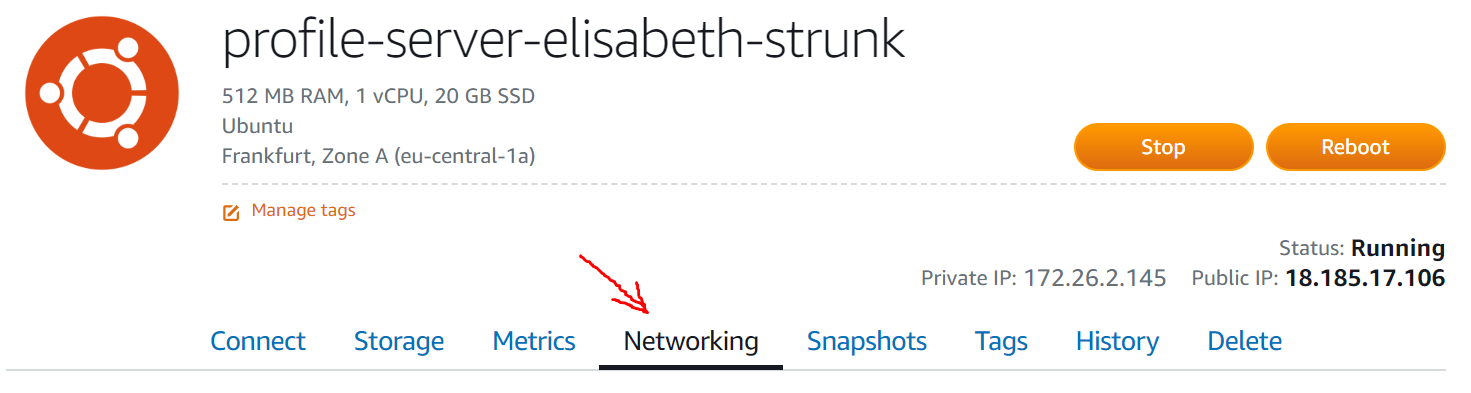 profile-server-elisabeth-strunk
512 MB RAM, 1 vCPU, 20 GB SSD
Ubuntu
Frankfurt, Zone A (eu-central-1a)
Stop Reboot
Manage tags
Status: Running
Private IP: 172.26.2.145 Public IP: 18.185.17.106
Connect Storage Metrics Networking Snapshots Tags History Delete